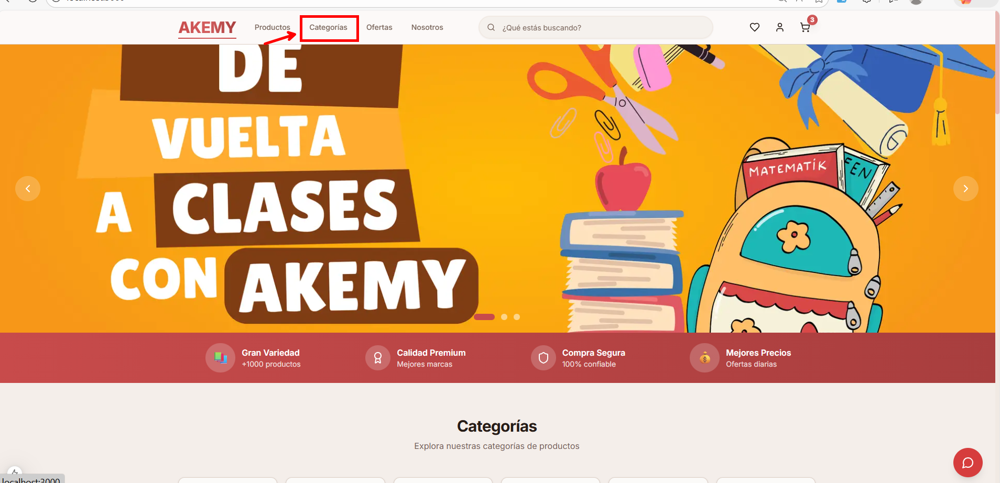 AKEMY
Productos
Categorías
Ofertas
Nosotros
¿Qué estás buscando?
3
DE
VUELTA
A CLASES
CON AKEMY
MATEMATİK
FEN
Gran Variedad
+1000 productos
Calidad Premium
Mejores marcas
Compra Segura
100% confiable
Mejores Precios
Ofertas diarias
Categorías
Explora nuestras categorías de productos
localhost:3000